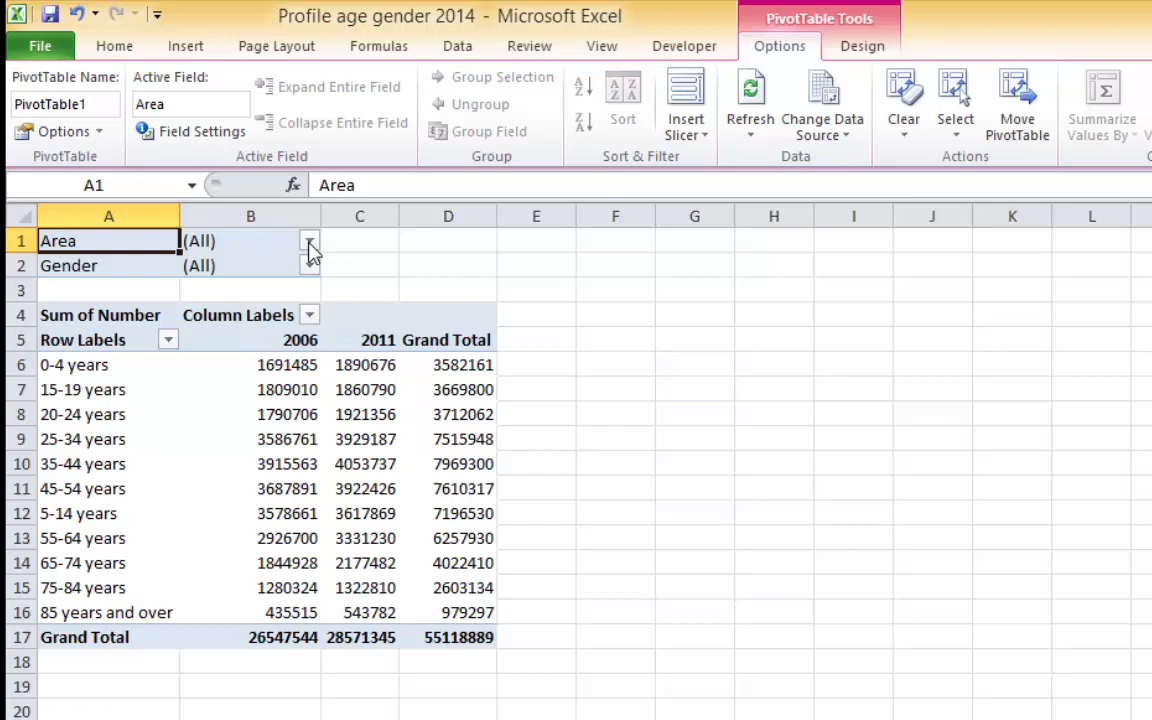 Profile age gender 2014 - Microsoft Excel
PivotTable Tools
File Home Insert Page Layout Formulas Data Review View Developer Options Design
PivotTable Name:
PivotTable1
Options
PivotTable
Active Field:
Area
Field Settings
Expand Entire Field
Collapse Entire Field
Active Field
Group Selection
Ungroup
Group Field
Group
Sort
Insert
Slicer
Sort & Filter
Refresh
Change Data
Source
Data
Clear
Select
Move
PivotTable
Actions
Summarize
Values By
A1 fx Area
A B C D E F G H I J K L
1 Area (All)
2 Gender (All)
3
4 Sum of Number Column Labels
5 Row Labels 2006 2011 Grand Total
6 0-4 years 1691485 1890676 3582161
7 15-19 years 1809010 1860790 3669800
8 20-24 years 1790706 1921356 3712062
9 25-34 years 3586761 3929187 7515948
10 35-44 years 3915563 4053737 7969300
11 45-54 years 3687891 3922426 7610317
12 5-14 years 3578661 3617869 7196530
13 55-64 years 2926700 3331230 6257930
14 65-74 years 1844928 2177482 4022410
15 75-84 years 1280324 1322810 2603134
16 85 years and over 435515 543782 979297
17 Grand Total 26547544 28571345 55118889
18
19
20